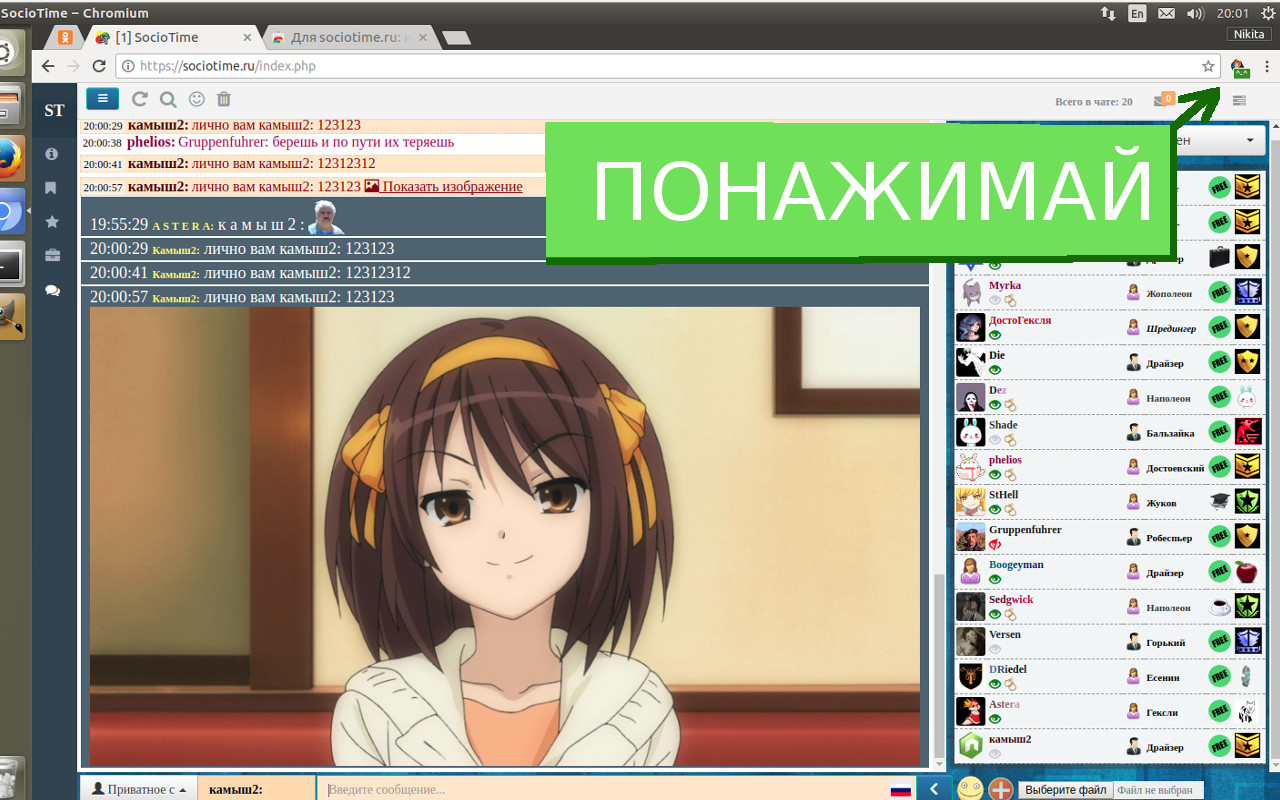 SocioTime – Chromium
En
20:01
Nikita
[1] SocioTime
Для sociotime.ru:
https://sociotime.ru/index.php
ST
Всего в чате: 20
0
20:00:29 камыш2: лично вам камыш2: 123123
20:00:38 phelios: Gruppenfuhrer: берешь и по пути их теряешь
20:00:41 камыш2: лично вам камыш2: 12312312
20:00:57 камыш2: лично вам камыш2: 123123 Показать изображение
19:55:29 A S T E R A: к а м ы ш 2 :
20:00:29 Камыш2: лично вам камыш2: 123123
20:00:41 Камыш2: лично вам камыш2: 12312312
20:00:57 Камыш2: лично вам камыш2: 123123
ПОНАЖИМАЙ
FREE
FREE
Myrka Жополеон FREE
ДостоГексля Шредингер FREE
Die Драйзер FREE
Dez Наполеон FREE
Shade Бальзайка FREE
phelios Достоевский FREE
StHell Жуков
Gruppenfuhrer Робеспьер FREE
Boogeyman Драйзер FREE
Sedgwick Наполеон
Versen Горький FREE
DRiedel Есенин FREE
Astera Гексли FREE
камыш2 Драйзер FREE
Приватное с
камыш2:
Введите сообщение...
Выберите файл
Файл не выбран